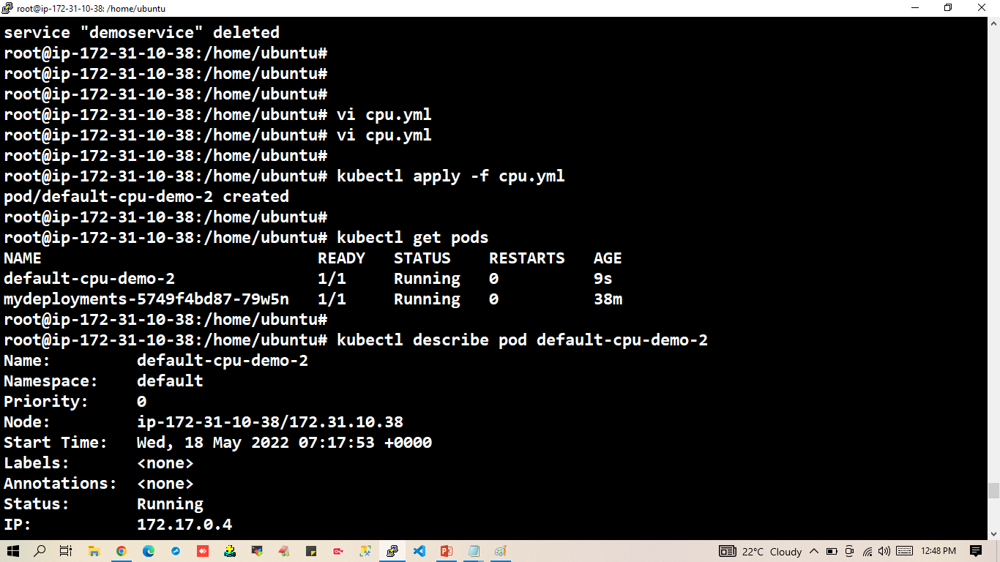 root@ip-172-31-10-38: /home/ubuntu
service "demoservice" deleted
root@ip-172-31-10-38:/home/ubuntu#
root@ip-172-31-10-38:/home/ubuntu#
root@ip-172-31-10-38:/home/ubuntu#
root@ip-172-31-10-38:/home/ubuntu# vi cpu.yml
root@ip-172-31-10-38:/home/ubuntu# vi cpu.yml
root@ip-172-31-10-38:/home/ubuntu#
root@ip-172-31-10-38:/home/ubuntu# kubectl apply -f cpu.yml
pod/default-cpu-demo-2 created
root@ip-172-31-10-38:/home/ubuntu#
root@ip-172-31-10-38:/home/ubuntu# kubectl get pods
NAME                             READY   STATUS    RESTARTS   AGE
default-cpu-demo-2               1/1     Running   0          9s
mydeployments-5749f4bd87-79w5n   1/1     Running   0          38m
root@ip-172-31-10-38:/home/ubuntu#
root@ip-172-31-10-38:/home/ubuntu# kubectl describe pod default-cpu-demo-2
Name:         default-cpu-demo-2
Namespace:    default
Priority:     0
Node:         ip-172-31-10-38/172.31.10.38
Start Time:   Wed, 18 May 2022 07:17:53 +0000
Labels:       <none>
Annotations:  <none>
Status:       Running
IP:           172.17.0.4
22°C Cloudy 12:48 PM